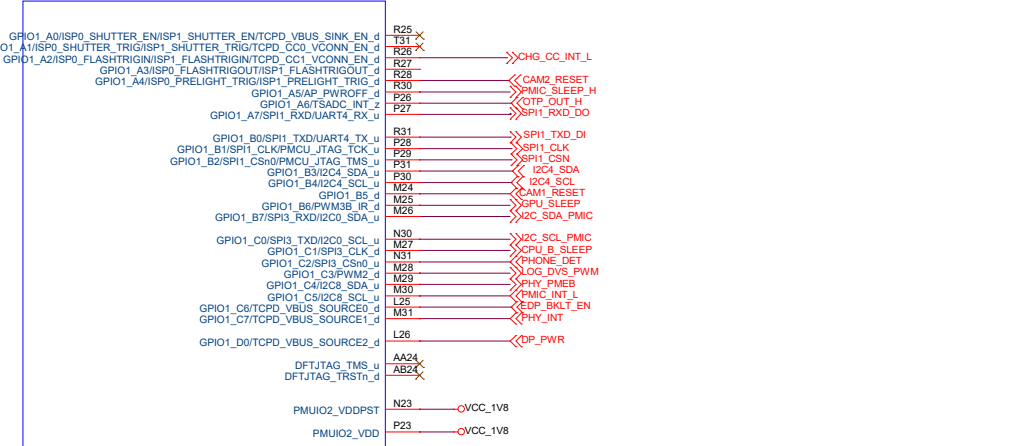 GPIO1_A0/ISP0_SHUTTER_EN/ISP1_SHUTTER_EN/TCPD_VBUS_SINK_EN_d R25
O1_A1/ISP0_SHUTTER_TRIG/ISP1_SHUTTER_TRIG/TCPD_CC0_VCONN_EN_d T31
GPIO1_A2/ISP0_FLASHTRIGIN/ISP1_FLASHTRIGIN/TCPD_CC1_VCONN_EN_d R26 CHG_CC_INT_L
GPIO1_A3/ISP0_FLASHTRIGOUT/ISP1_FLASHTRIGOUT_d R27
GPIO1_A4/ISP0_PRELIGHT_TRIG/ISP1_PRELIGHT_TRIG_d R28 CAM2_RESET
GPIO1_A5/AP_PWROFF_d R30 PMIC_SLEEP_H
GPIO1_A6/TSADC_INT_z P26 OTP_OUT_H
GPIO1_A7/SPI1_RXD/UART4_RX_u P27 SPI1_RXD_DO
GPIO1_B0/SPI1_TXD/UART4_TX_u R31 SPI1_TXD_DI
GPIO1_B1/SPI1_CLK/PMCU_JTAG_TCK_u P28 SPI1_CLK
GPIO1_B2/SPI1_CSn0/PMCU_JTAG_TMS_u P29 SPI1_CSN
GPIO1_B3/I2C4_SDA_u P31 I2C4_SDA
GPIO1_B4/I2C4_SCL_u P30 I2C4_SCL
GPIO1_B5_d M24 CAM1_RESET
GPIO1_B6/PWM3B_IR_d M25 GPU_SLEEP
GPIO1_B7/SPI3_RXD/I2C0_SDA_u M26 I2C_SDA_PMIC
GPIO1_C0/SPI3_TXD/I2C0_SCL_u N30 I2C_SCL_PMIC
GPIO1_C1/SPI3_CLK_d M27 CPU_B_SLEEP
GPIO1_C2/SPI3_CSn0_u N31 PHONE_DET
GPIO1_C3/PWM2_d M28 LOG_DVS_PWM
GPIO1_C4/I2C8_SDA_u M29 PHY_PMEB
GPIO1_C5/I2C8_SCL_u M30 PMIC_INT_L
GPIO1_C6/TCPD_VBUS_SOURCE0_d L25 EDP_BKLT_EN
GPIO1_C7/TCPD_VBUS_SOURCE1_d M31 PHY_INT
GPIO1_D0/TCPD_VBUS_SOURCE2_d L26 DP_PWR
DFTJTAG_TMS_u AA24
DFTJTAG_TRSTn_d AB24
PMUIO2_VDDPST N23 VCC_1V8
PMUIO2_VDD P23 VCC_1V8